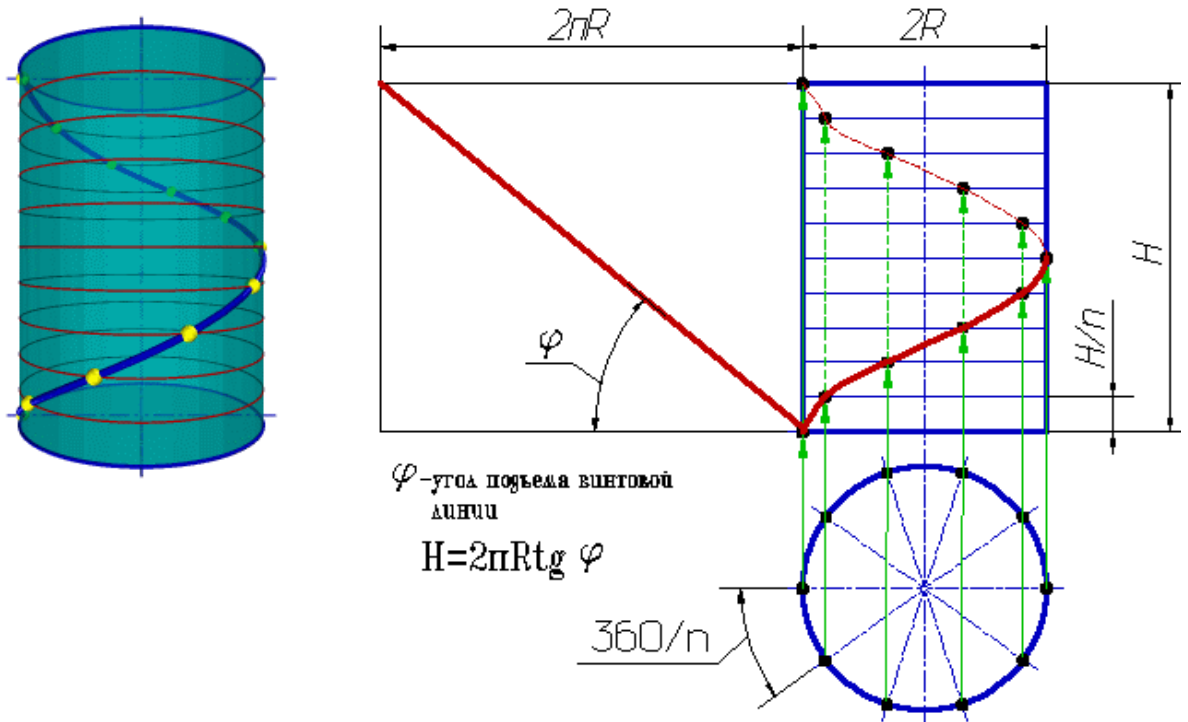 2πR
2R
H
φ
H/n
φ-угол подъема винтовой
линии
H=2πRtg φ
360/n